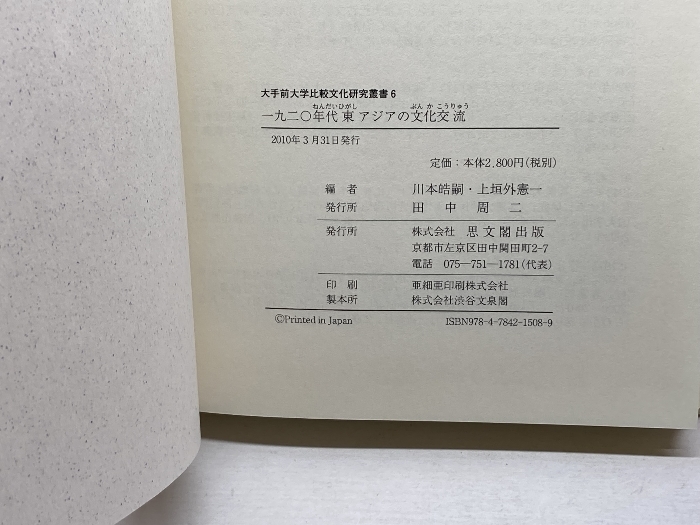 大手前大学比較文化研究叢書6
ねんだいひがし ぶん か こうりゅう
一九二〇年代東アジアの文化交流
2010年3月31日発行
定価：本体2,800円（税別）
編 者 川本皓嗣・上垣外憲一
発行所 田 中 周 二
発行所 株式会社 思文閣出版
京都市左京区田中関田町2-7
電話 075―751―1781（代表）
印 刷 亜細亜印刷株式会社
製本所 株式会社渋谷文泉閣
©Printed in Japan ISBN978-4-7842-1508-9